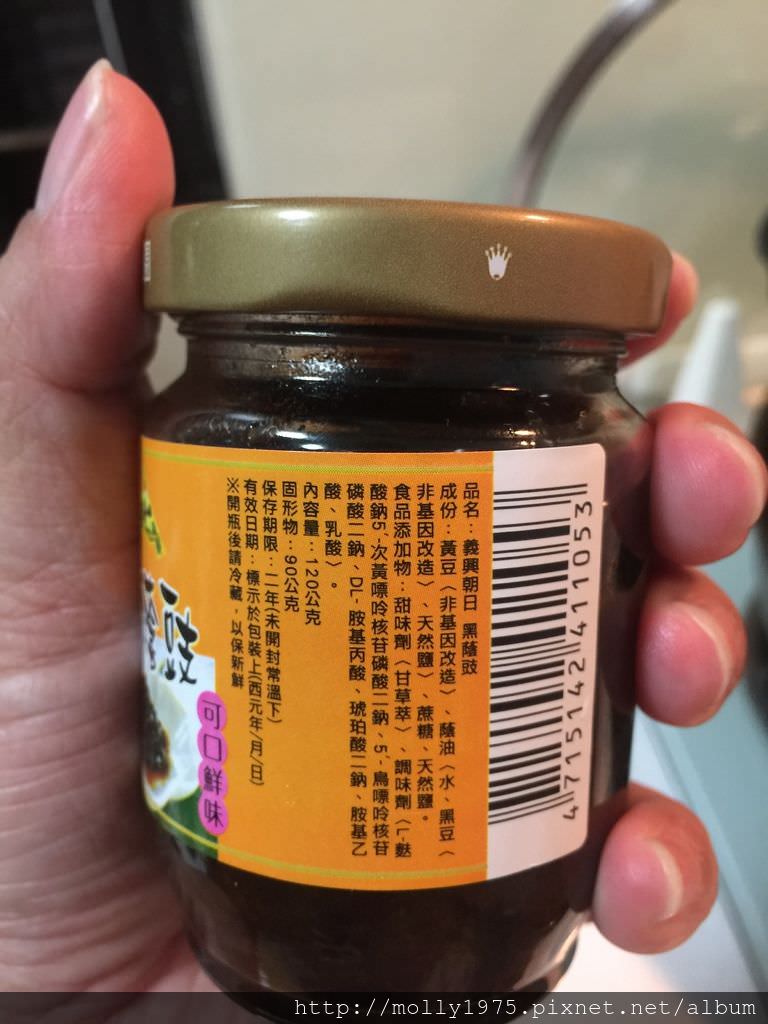 品名：義興朝日 黑蔭豉
成份：黃豆〈非基因改造〉、蔭油〈水、黑豆〈
非基因改造〉、天然鹽〉、蔗糖、天然鹽。
食品添加物：甜味劑〈甘草萃〉、調味劑〈L-麩
酸鈉5´-次黃嘌呤核苷磷酸二鈉、5´-鳥嘌呤核苷
磷酸二鈉、DL-胺基丙酸、琥珀酸二鈉、胺基乙
酸、乳酸〉。
內容量：120公克
固形物：90公克
保存期限：二年(未開封常溫下)
有效日期：標示於包裝上(西元年/月/日)
※開瓶後請冷藏，以保新鮮
蔭豉
可口鮮味
4 715142 411053
http://molly1975.pixnet.net/album